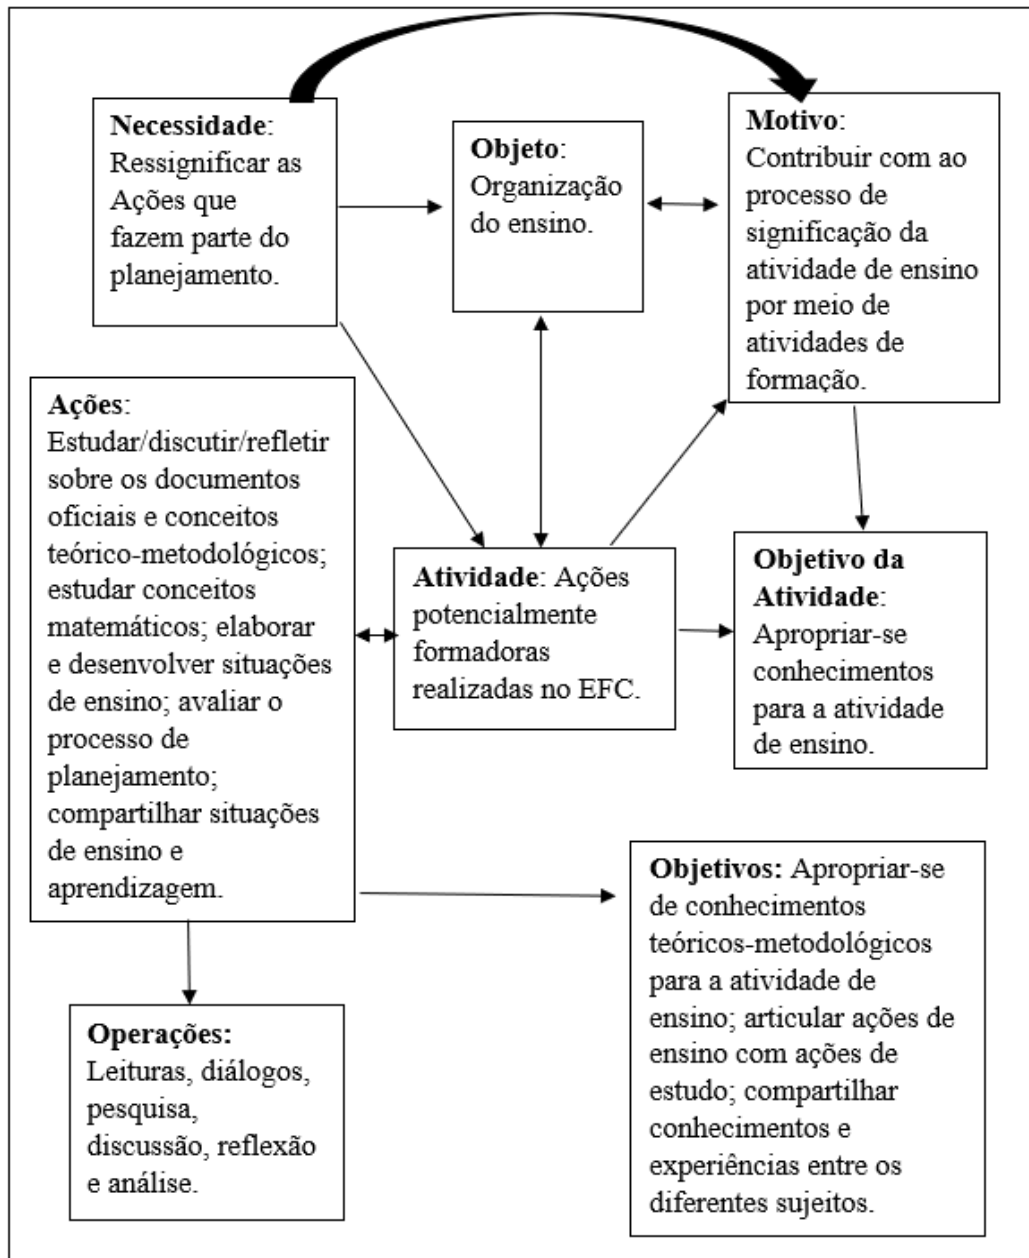 Necessidade:
Ressignificar as
Ações que
fazem parte do
planejamento.
Objeto:
Organização
do ensino.
Motivo:
Contribuir com ao
processo de
significação da
atividade de ensino
por meio de
atividades de
formação.
Ações:
Estudar/discutir/refletir
sobre os documentos
oficiais e conceitos
teórico-metodológicos;
estudar conceitos
matemáticos; elaborar
e desenvolver situações
de ensino; avaliar o
processo de
planejamento;
compartilhar situações
de ensino e
aprendizagem.
Atividade: Ações
potencialmente
formadoras
realizadas no EFC.
Objetivo da
Atividade:
Apropriar-se
conhecimentos
para a atividade
de ensino.
Operações:
Leituras, diálogos,
pesquisa,
discussão, reflexão
e análise.
Objetivos: Apropriar-se
de conhecimentos
teóricos-metodológicos
para a atividade de
ensino; articular ações de
ensino com ações de
estudo; compartilhar
conhecimentos e
experiências entre os
diferentes sujeitos.